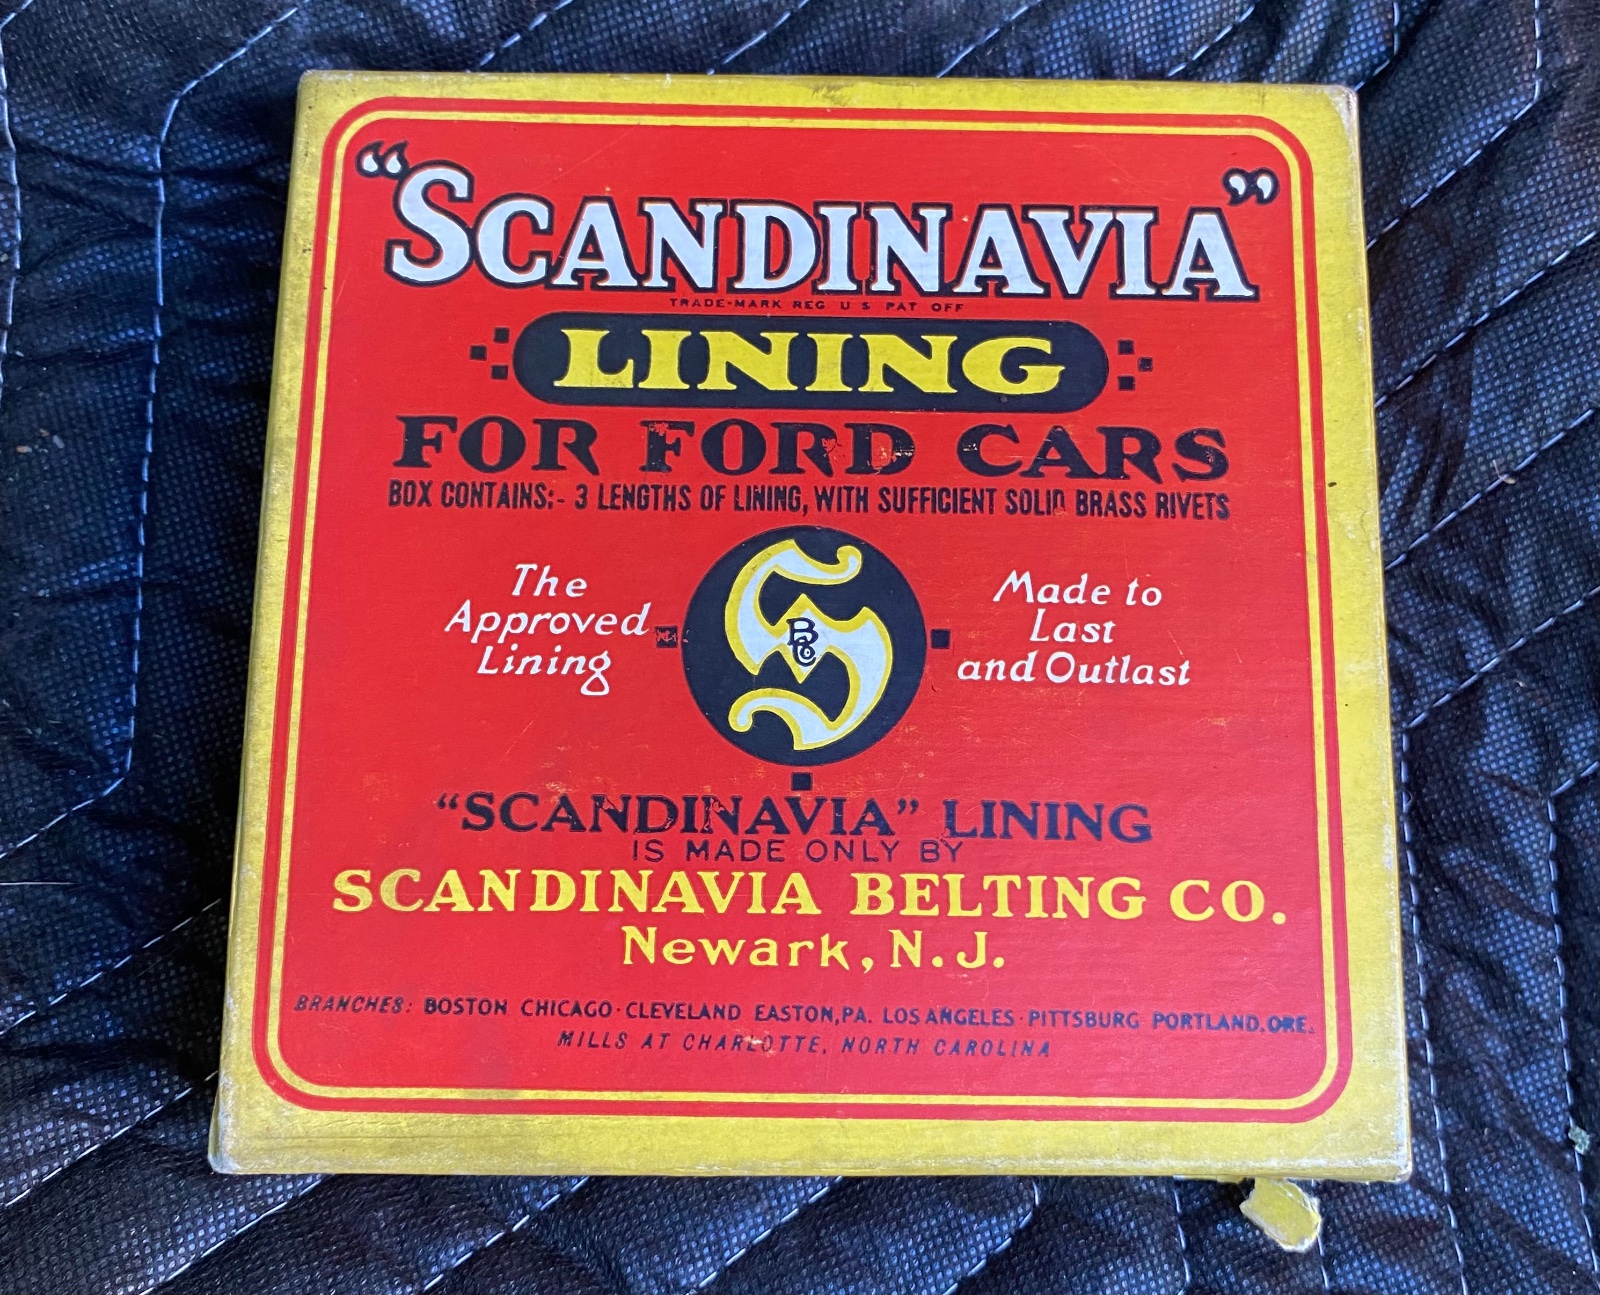 “SCANDINAVIA”
TRADE-MARK REG U S PAT OFF
LINING
FOR FORD CARS
BOX CONTAINS:- 3 LENGTHS OF LINING, WITH SUFFICIENT SOLID BRASS RIVETS
The
Approved
Lining
S
B Co
Made to
Last
and Outlast
“SCANDINAVIA” LINING
IS MADE ONLY BY
SCANDINAVIA BELTING CO.
Newark, N. J.
BRANCHES: BOSTON CHICAGO · CLEVELAND EASTON, PA. LOS ANGELES · PITTSBURG PORTLAND, ORE.
MILLS AT CHARLOTTE, NORTH CAROLINA